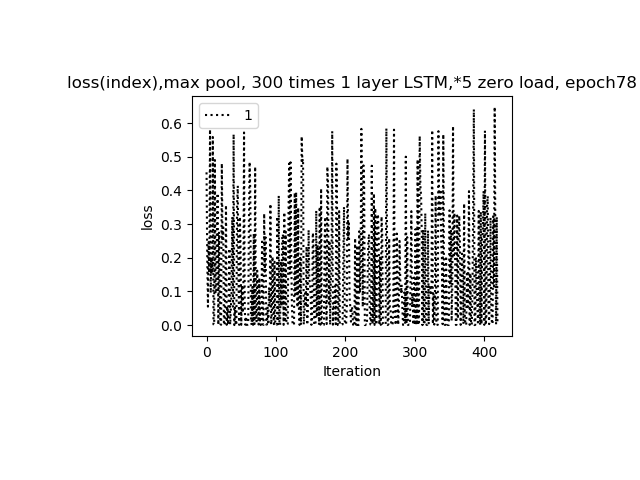 loss(index),max pool, 300 times 1 layer LSTM,*5 zero load, epoch78
1
0.6
0.5
0.4
0.3
0.2
0.1
0.0
loss
0 100 200 300 400
Iteration